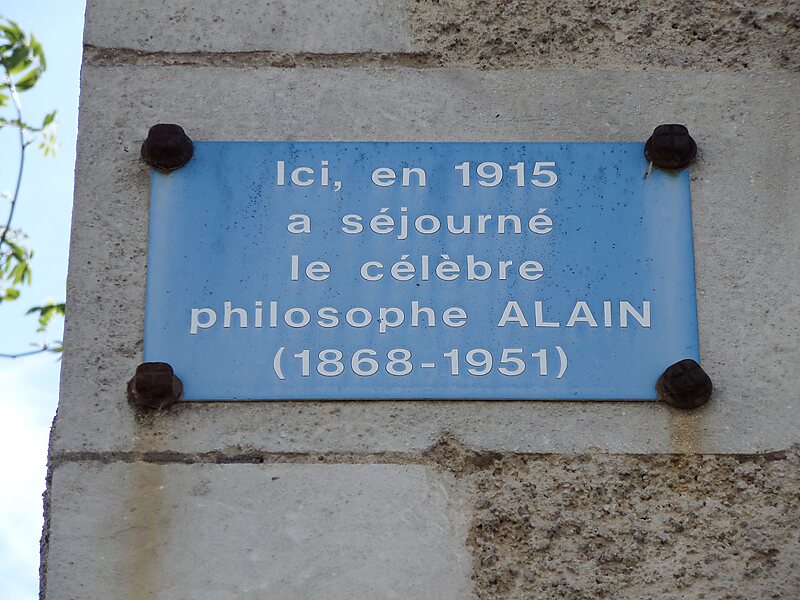 Ici, en 1915
a séjourné
le célèbre
philosophe ALAIN
(1868-1951)